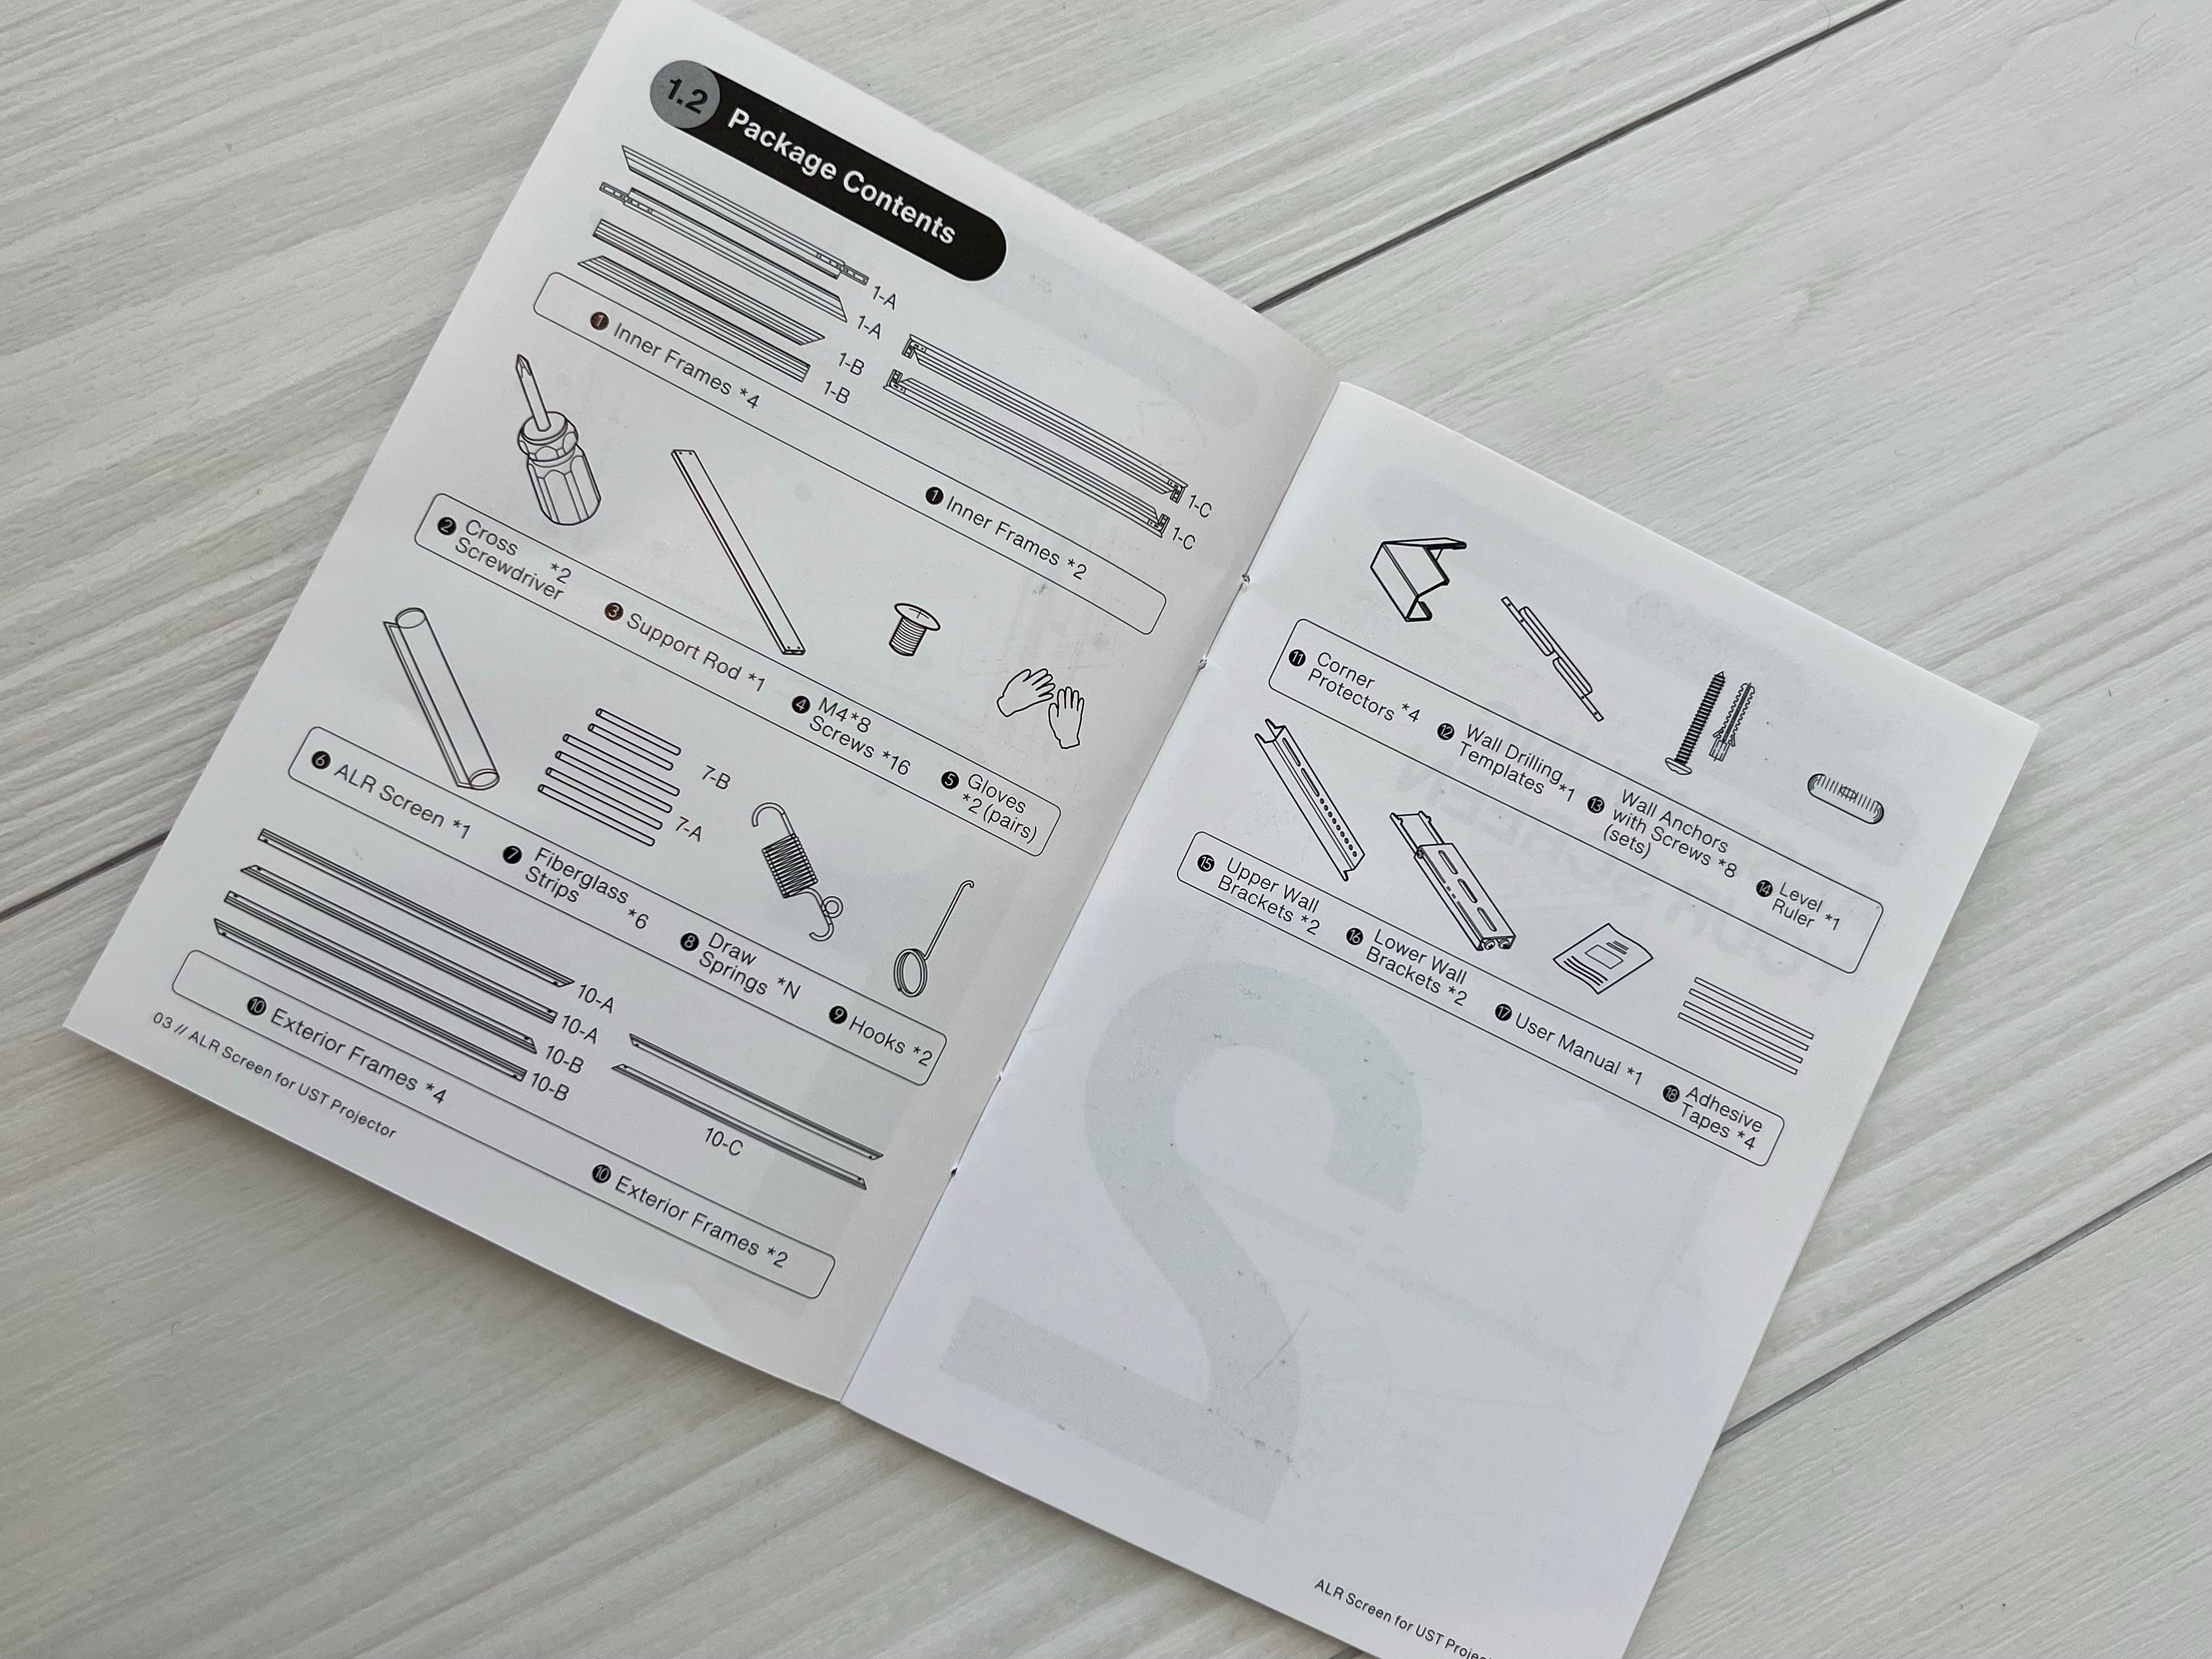 1.2 Package Contents
1-A
1-A
1-B
1-B
1 Inner Frames *4
1-C
1-C
1 Inner Frames *2
2 Cross
Screwdriver *2
3 Support Rod *1
4 M4*8
Screws *16
5 Gloves
*2 (pairs)
7-B
7-A
6 ALR Screen *1
7 Fiberglass
Strips *6
8 Draw
Springs *N
9 Hooks *2
10-A
10-A
10-B
10-B
10 Exterior Frames *4
10-C
10 Exterior Frames *2
03 // ALR Screen for UST Projector
11 Corner
Protectors *4
12 Wall Drilling
Templates *1
13 Wall Anchors
with Screws *8
(sets)
14 Level
Ruler *1
15 Upper Wall
Brackets *2
16 Lower Wall
Brackets *2
17 User Manual *1
18 Adhesive
Tapes *4
ALR Screen for UST